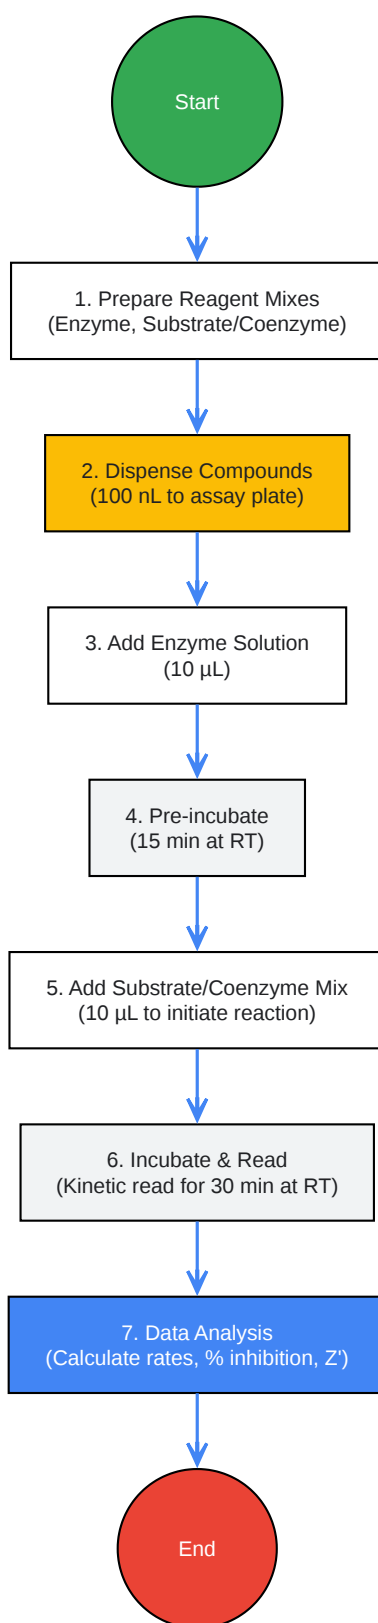 Start
1. Prepare Reagent Mixes
(Enzyme, Substrate/Coenzyme)
2. Dispense Compounds
(100 nL to assay plate)
3. Add Enzyme Solution
(10 µL)
4. Pre-incubate
(15 min at RT)
5. Add Substrate/Coenzyme Mix
(10 µL to initiate reaction)
6. Incubate & Read
(Kinetic read for 30 min at RT)
7. Data Analysis
(Calculate rates, % inhibition, Z')
End